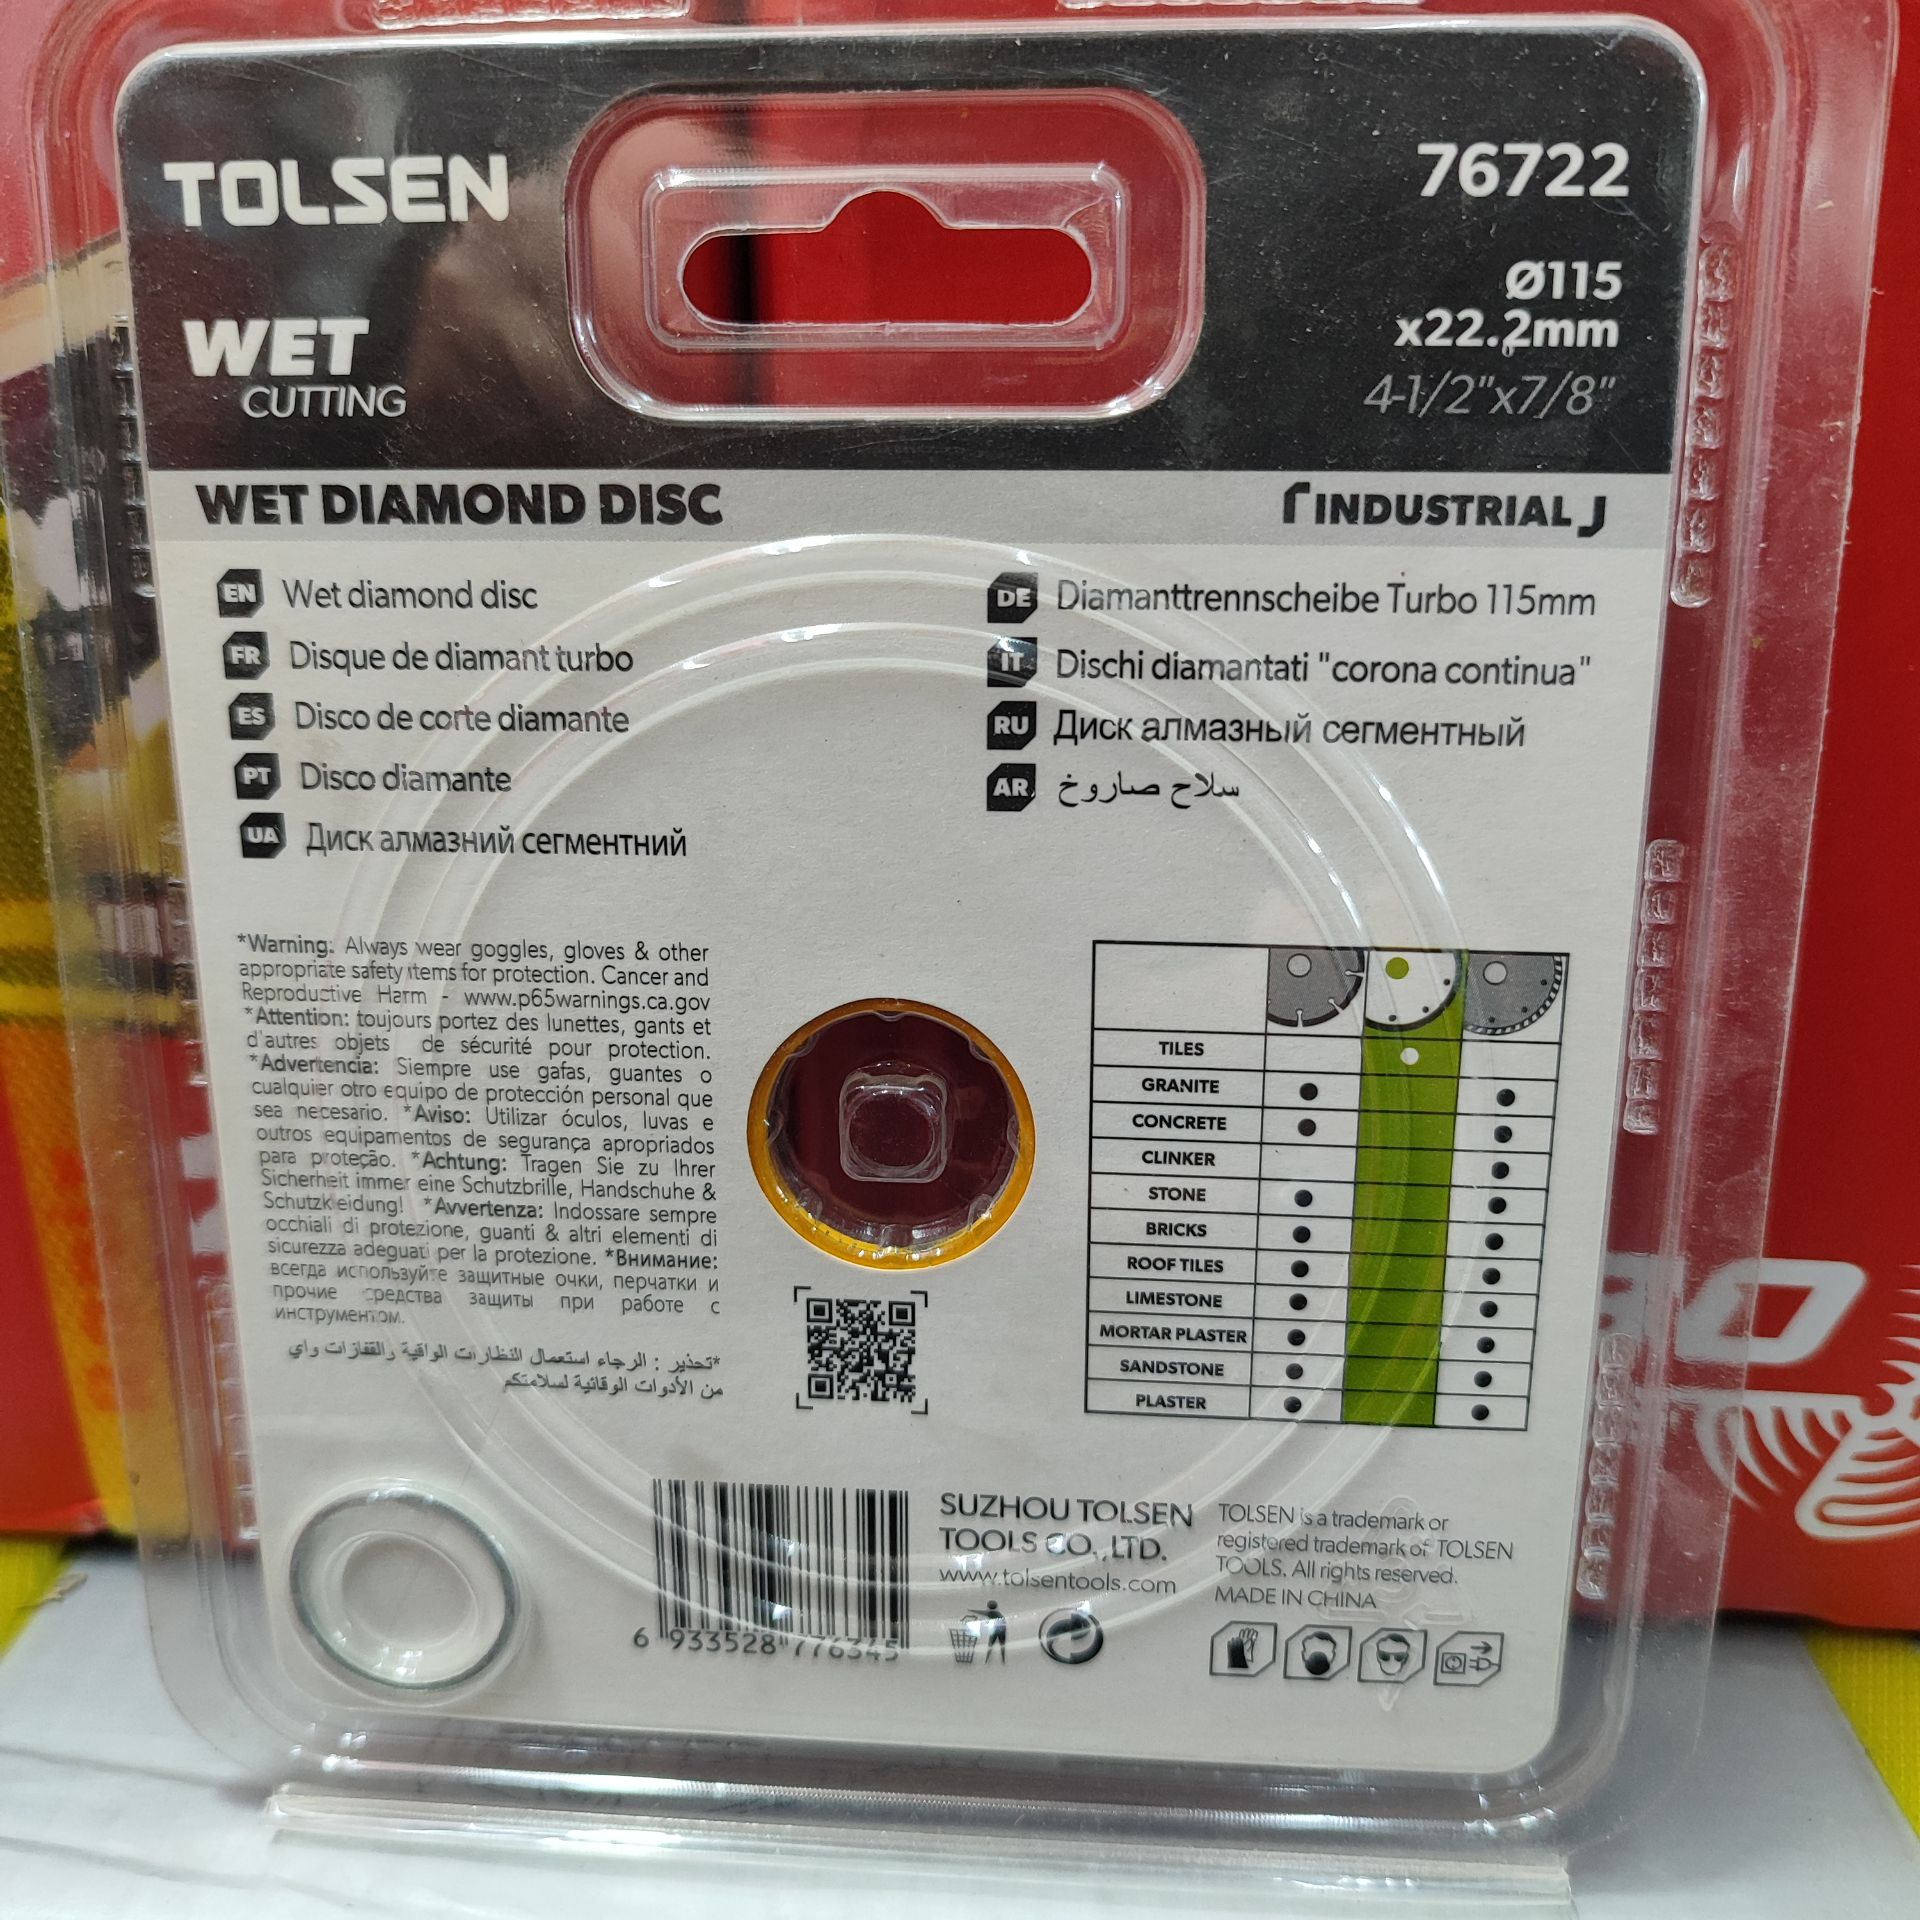 TOLSEN
76722
Ø115
x22.2mm
4-1/2"x7/8"
WET
CUTTING
WET DIAMOND DISC
INDUSTRIAL
EN Wet diamond disc
FR Disque de diamant turbo
ES Disco de corte diamante
PT Disco diamante
UA Диск алмазний сегментний
DE Diamanttrennscheibe Turbo 115mm
IT Dischi diamantati "corona continua"
RU Диск алмазный сегментный
AR سلاح صاروخ
*Warning: Always wear goggles, gloves & other
appropriate safety items for protection. Cancer and
Reproductive Harm - www.p65warnings.ca.gov
*Attention: toujours portez des lunettes, gants et
d'autres objets de sécurité pour protection.
*Advertencia: Siempre use gafas, guantes o
cualquier otro equipo de protección personal que
sea necesario. *Aviso: Utilizar óculos, luvas e
outros equipamentos de segurança apropriados
para proteção. *Achtung: Tragen Sie zu Ihrer
Sicherheit immer eine Schutzbrille, Handschuhe &
Schutzkleidung! *Avvertenza: Indossare sempre
occhiali di protezione, guanti & altri elementi di
sicurezza adeguati per la protezione. *Внимание:
всегда используйте защитные очки, перчатки и
прочие средства защиты при работе с
инструментом.
*تحذير : الرجاء استعمال النظارات الواقية والقفازات واي
من الأدوات الوقائية لسلامتكم
TILES
GRANITE
CONCRETE
CLINKER
STONE
BRICKS
ROOF TILES
LIMESTONE
MORTAR PLASTER
SANDSTONE
PLASTER
6 933528 776345
SUZHOU TOLSEN
TOOLS CO.,LTD.
www.tolsentools.com
TOLSEN is a trademark or
registered trademark of TOLSEN
TOOLS. All rights reserved.
MADE IN CHINA